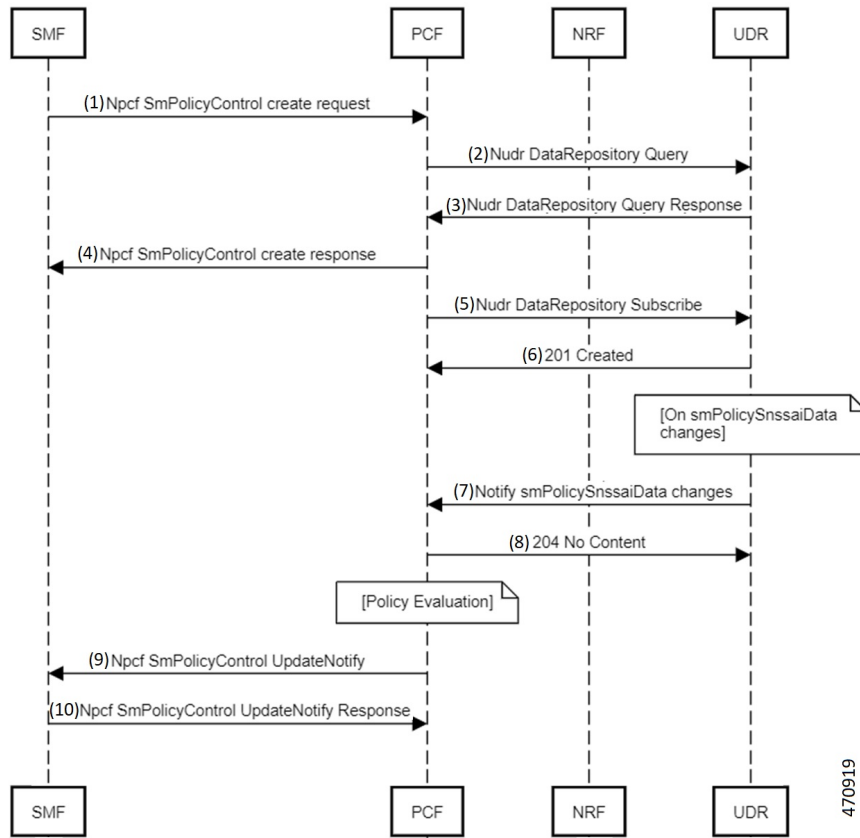 SMF
PCF
NRF
UDR
(1)Npcf SmPolicyControl create request
(2)Nudr DataRepository Query
(3)Nudr DataRepository Query Response
(4)Npcf SmPolicyControl create response
(5)Nudr DataRepository Subscribe
(6)201 Created
[On smPolicySnssaiData
changes]
(7)Notify smPolicySnssaiData changes
(8) 204 No Content
[Policy Evaluation]
(9)Npcf SmPolicyControl UpdateNotify
(10)Npcf SmPolicyControl UpdateNotify Response
SMF
PCF
NRF
UDR
470919